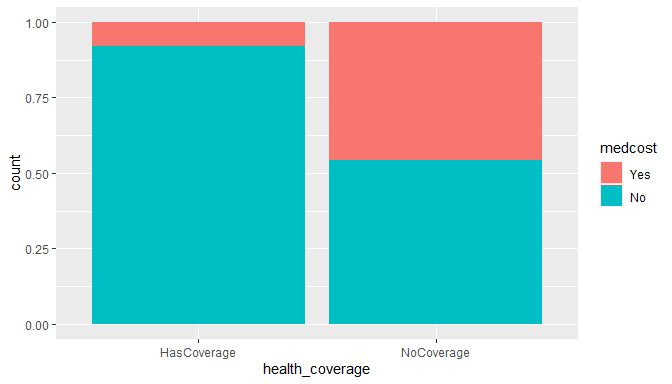 1.00
0.75
0.50
0.25
0.00
count
HasCoverage
NoCoverage
health_coverage
medcost
Yes
No